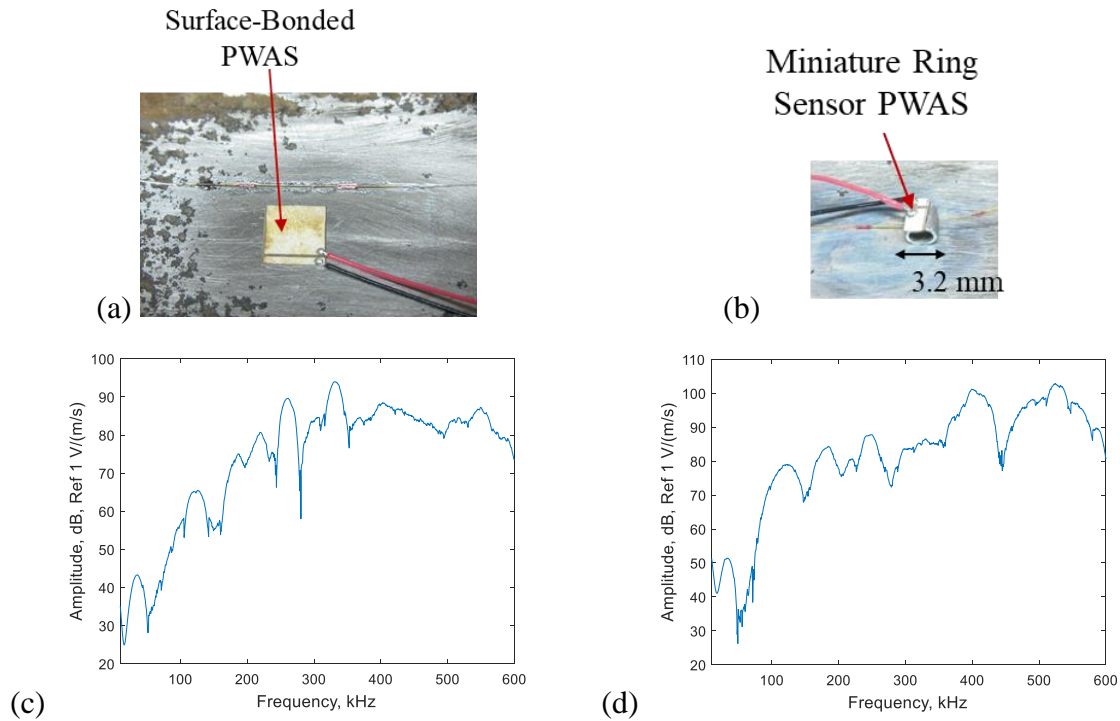 Surface-Bonded
PWAS
(a)
Miniature Ring
Sensor PWAS
3.2 mm
(b)
100
90
80
70
60
50
40
30
20
Amplitude, dB, Ref 1 V/(m/s)
100 200 300 400 500 600
Frequency, kHz
(c)
110
100
90
80
70
60
50
40
30
20
Amplitude, dB, Ref 1 V/(m/s)
100 200 300 400 500 600
Frequency, kHz
(d)